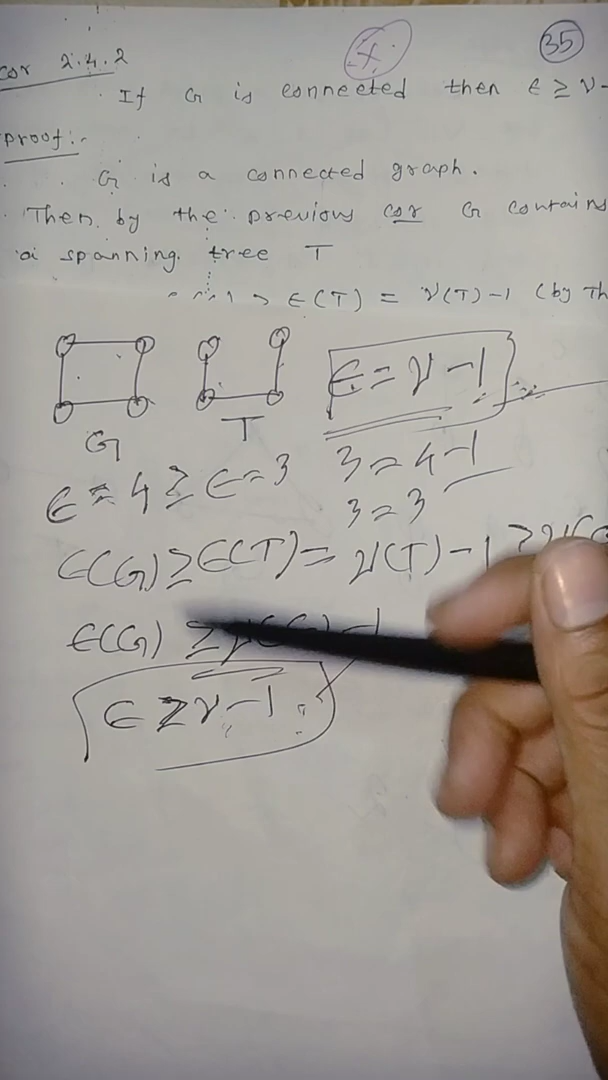 35
cor 2.4.2
If G is connected then ε ≥ ν-
proof:-
G is a connected graph.
Then by the previous cor G contains
a spanning tree T
ε(T) = ν(T)-1 (by Th
ε = ν - 1
G
T
ε = 4 ≥ ε = 3
3 = 4-1
3 = 3
ε(G) ≥ ε(T) = ν(T) - 1 ≥ ν(G
ε(G) ≥ ν(G) - 1
ε ≥ ν - 1.